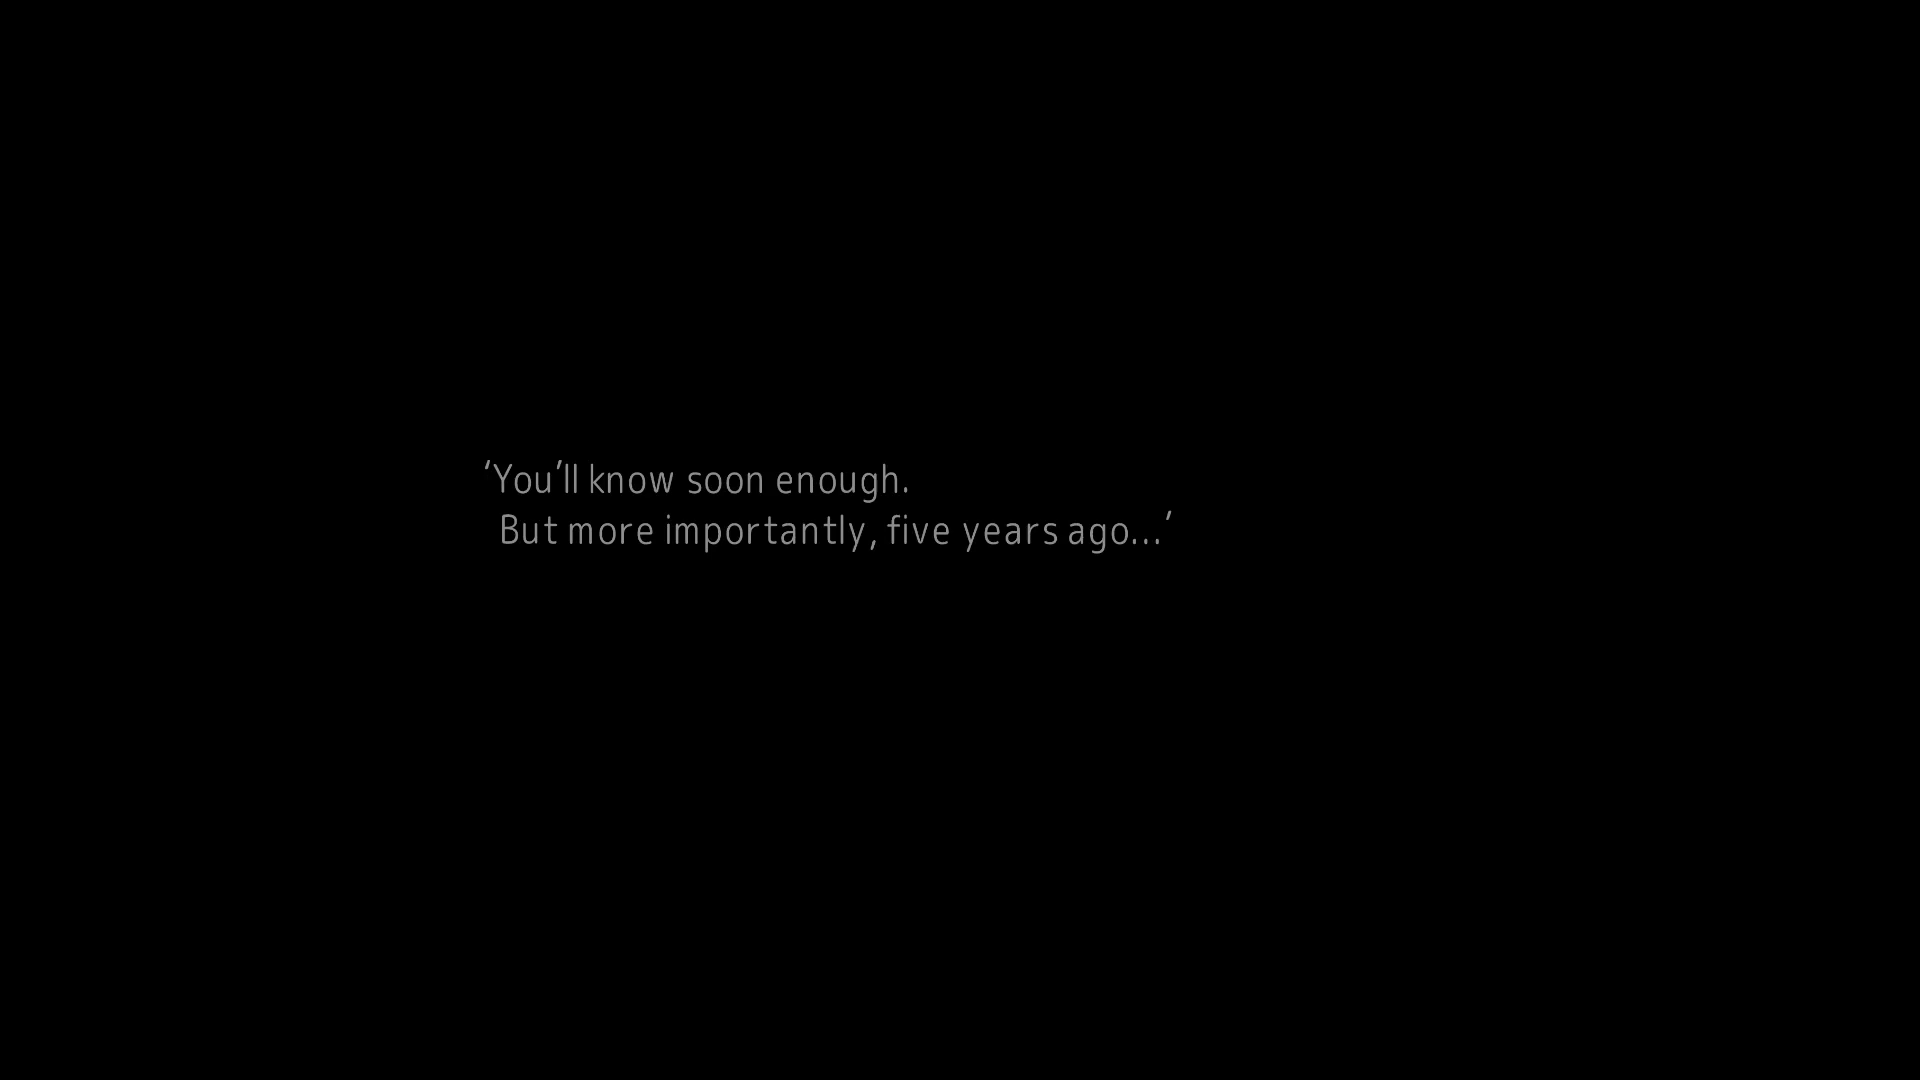 ‘You’ll know soon enough.
But more importantly, five years ago...’